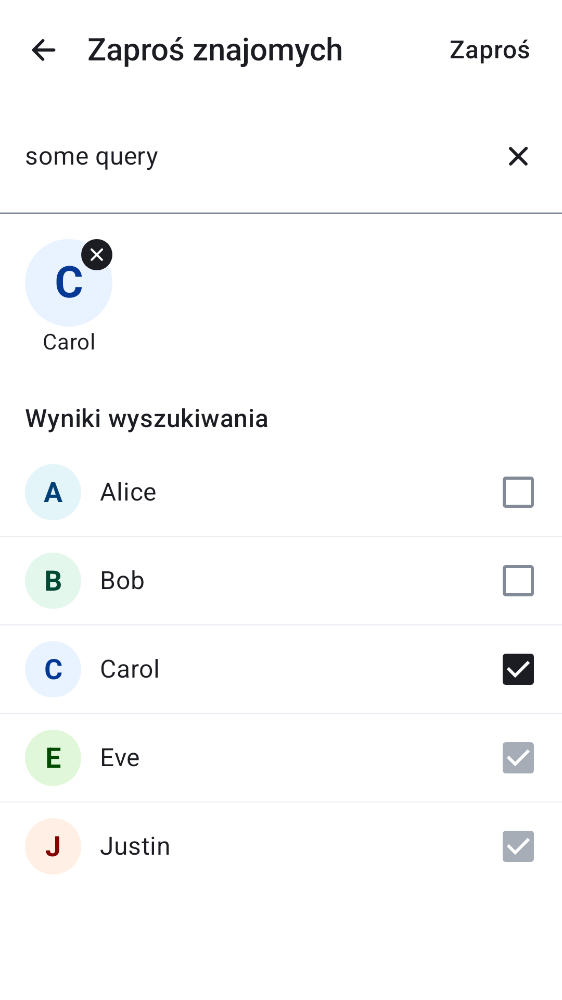 Zaproś znajomych Zaproś
some query
C
Carol
Wyniki wyszukiwania
A Alice
B Bob
C Carol
E Eve
J Justin